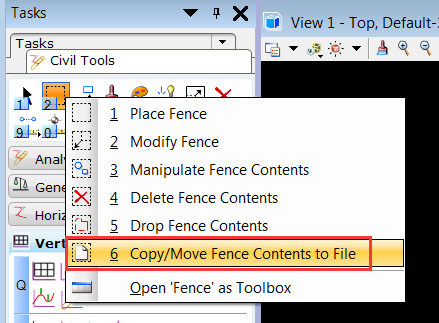 Tasks
View 1 - Top, Default-
Tasks
Civil Tools
1
2
9
0
1 Place Fence
2 Modify Fence
3 Manipulate Fence Contents
4 Delete Fence Contents
5 Drop Fence Contents
6 Copy/Move Fence Contents to File
Open 'Fence' as Toolbox
Analy
Gene
Horiz
Vert
Q